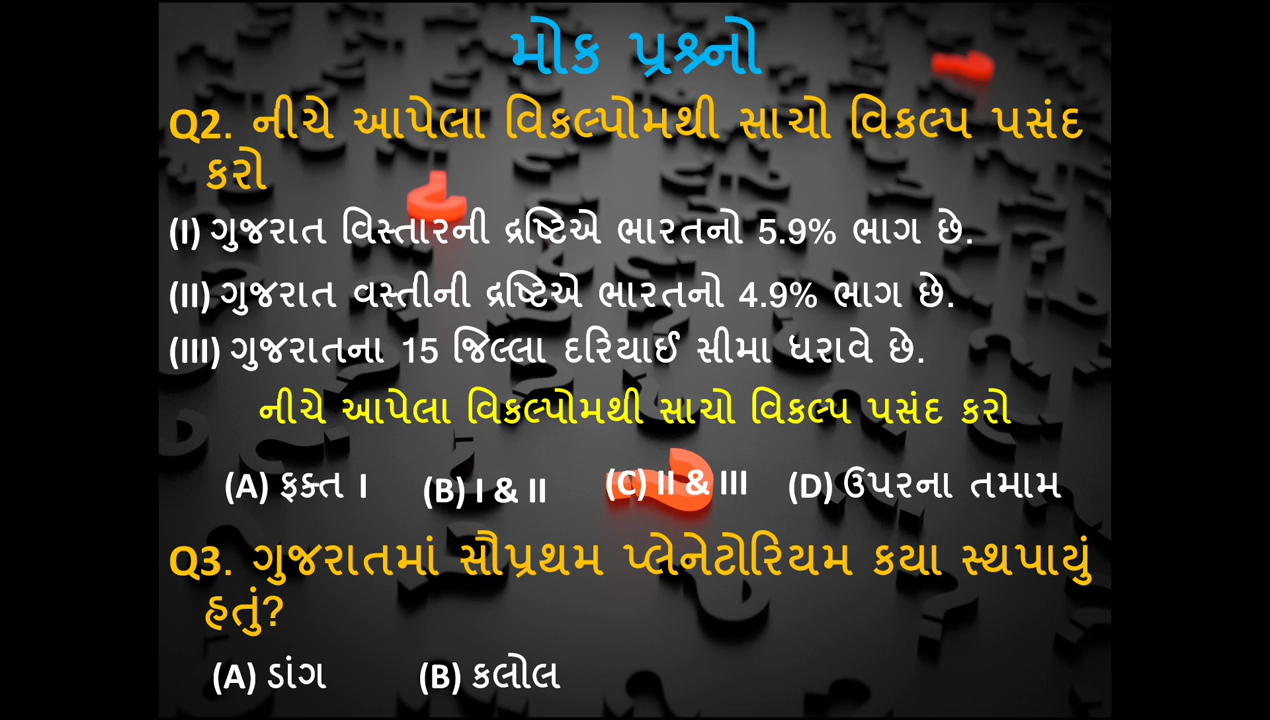 મોક પ્રશ્નો
Q2. નીચે આપેલા વિકલ્પોમથી સાચો વિકલ્પ પસંદ
કરો
(I) ગુજરાત વિસ્તારની દ્રષ્ટિએ ભારતનો 5.9% ભાગ છે.
(II) ગુજરાત વસ્તીની દ્રષ્ટિએ ભારતનો 4.9% ભાગ છે.
(III) ગુજરાતના 15 જિલ્લા દરિયાઈ સીમા ધરાવે છે.
નીચે આપેલા વિકલ્પોમથી સાચો વિકલ્પ પસંદ કરો
(A) ફક્ત I (B) I & II (C) II & III (D) ઉપરના તમામ
Q3. ગુજરાતમાં સૌપ્રથમ પ્લેનેટોરિયમ કયા સ્થપાયું
હતું?
(A) ડાંગ (B) કલોલ